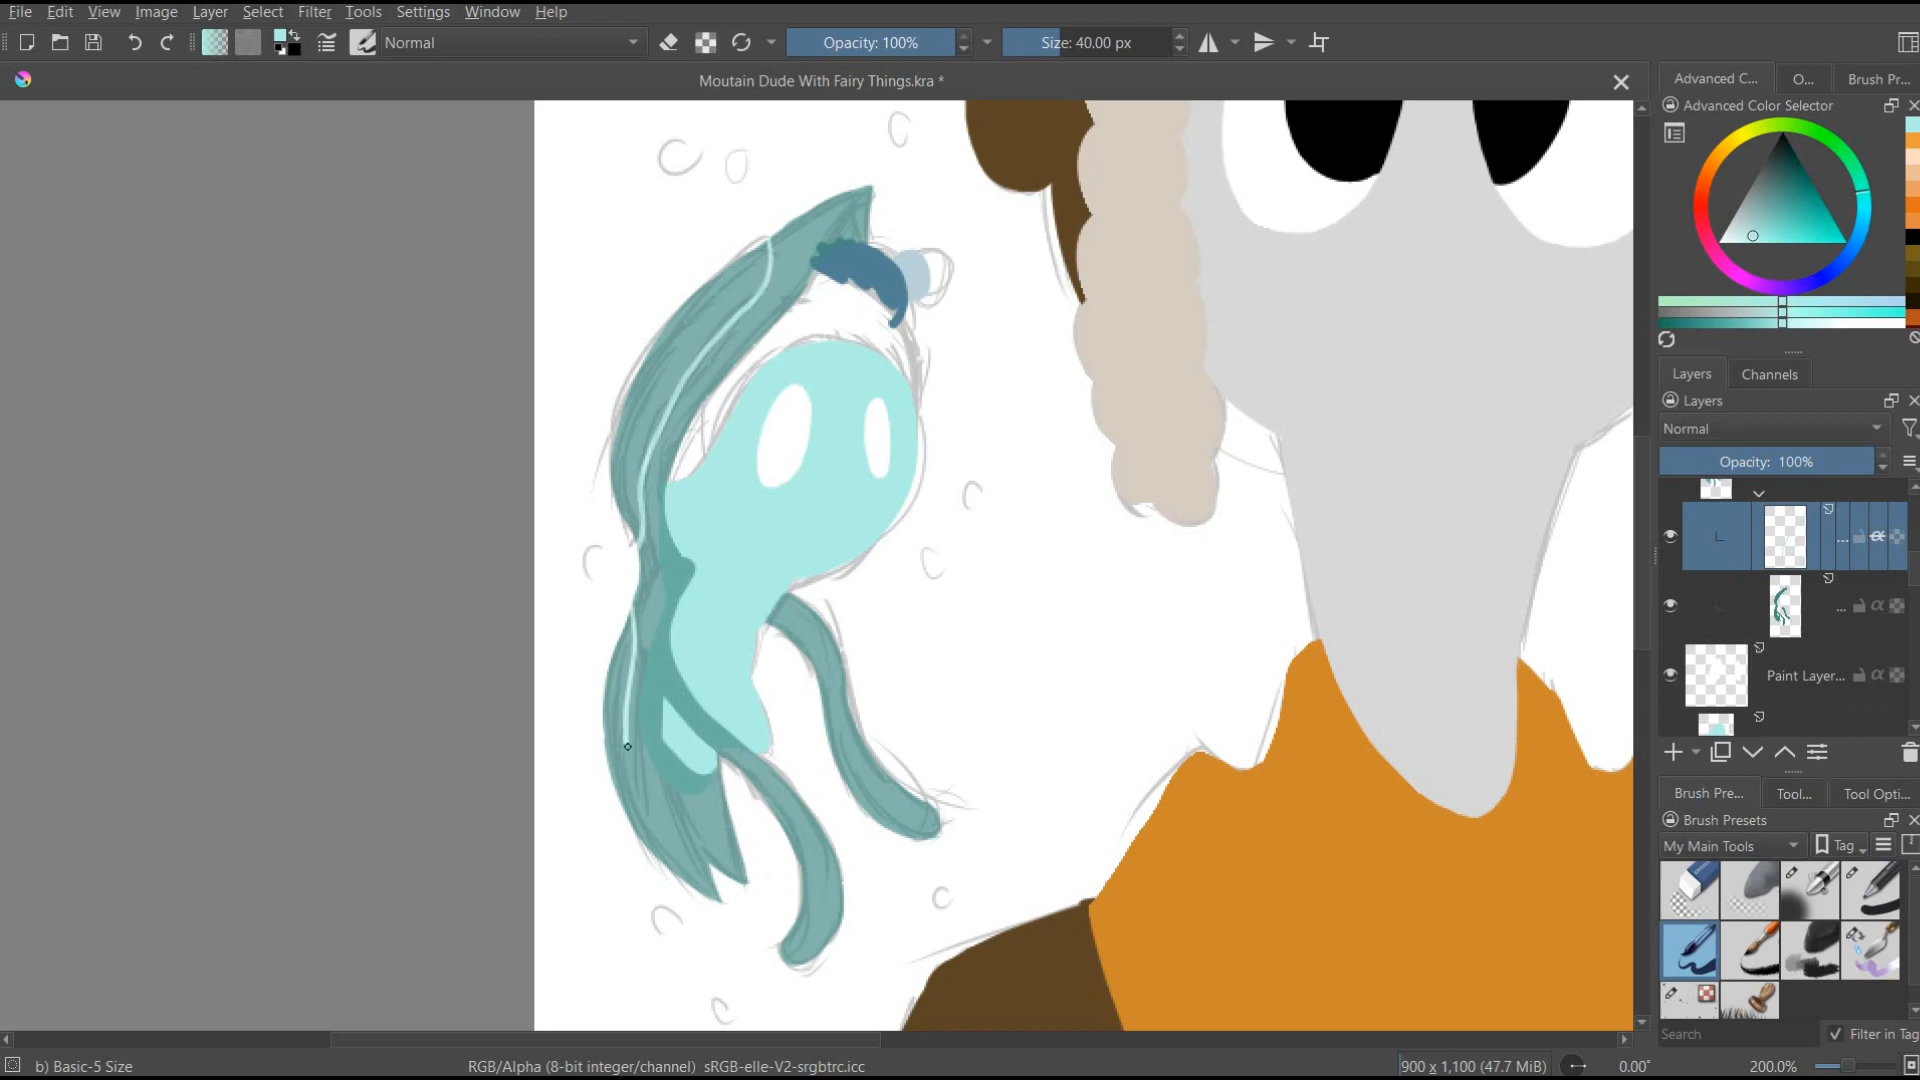 File Edit View Image Layer Select Filter Tools Settings Window Help
Normal Opacity: 100% Size: 40.00 px
Moutain Dude With Fairy Things.kra *
Advanced C... O... Brush Pr...
Advanced Color Selector
Layers Channels
Layers
Normal
Opacity: 100%
...
...
Paint Layer...
Brush Pre... Tool... Tool Opti...
Brush Presets
My Main Tools Tag
Search Filter in Tag
b) Basic-5 Size RGB/Alpha (8-bit integer/channel) sRGB-elle-V2-srgbtrc.icc 900 x 1,100 (47.7 MiB) 0.00° 200.0%